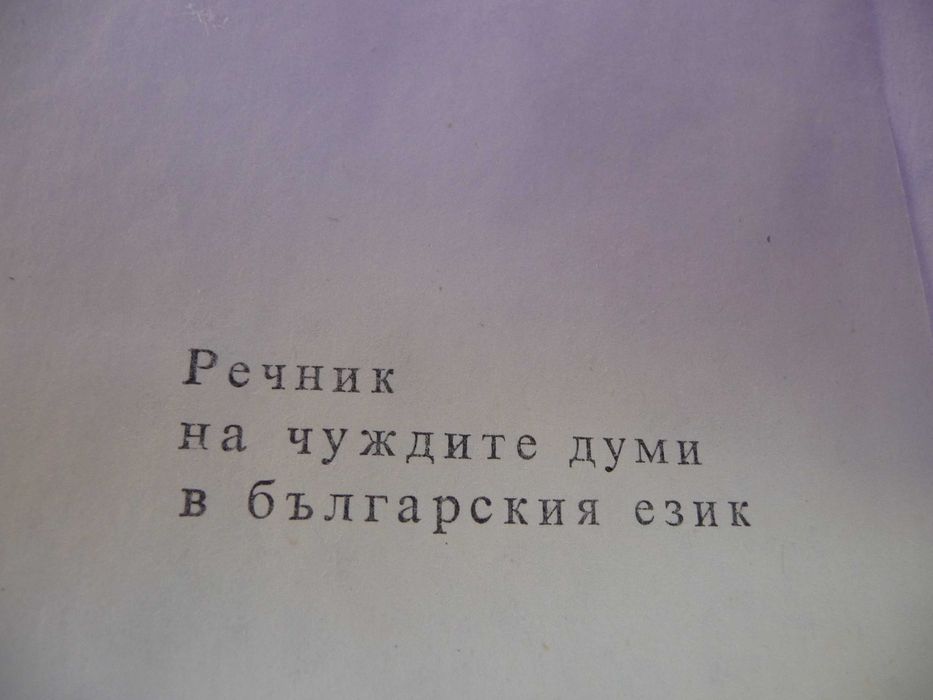 Речник
на чуждите думи
в българския език